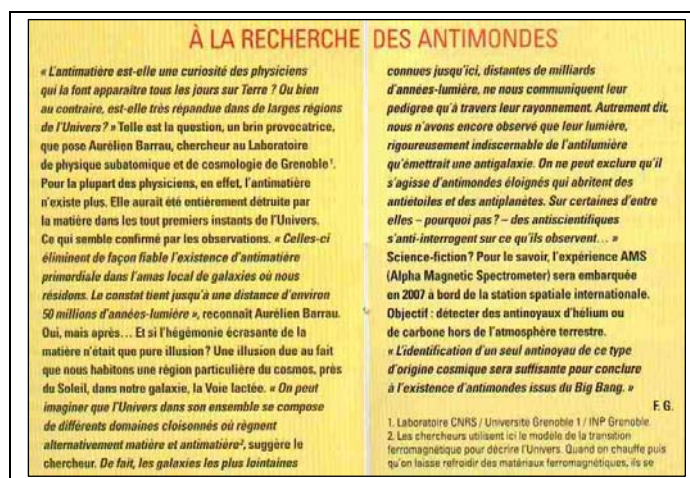 À LA RECHERCHE DES ANTIMONDES
« L'antimatière est-elle une curiosité des physiciens
qui la font apparaître tous les jours sur Terre ? Ou bien
au contraire, est-elle très répandue dans de larges régions
de l'Univers ? » Telle est la question, un brin provocatrice,
que pose Aurélien Barrau, chercheur au Laboratoire
de physique subatomique et de cosmologie de Grenoble¹.
Pour la plupart des physiciens, en effet, l'antimatière
n'existe plus. Elle aurait été entièrement détruite par
la matière dans les tout premiers instants de l'Univers.
Ce qui semble confirmé par les observations. « Celles-ci
éliminent de façon fiable l'existence d'antimatière
primordiale dans l'amas local de galaxies où nous
résidons. Le constat tient jusqu'à une distance d'environ
50 millions d'années-lumière », reconnaît Aurélien Barrau.
Oui, mais après... Et si l'hégémonie écrasante de la
matière n'était que pure illusion ? Une illusion due au fait
que nous habitons une région particulière du cosmos, près
du Soleil, dans notre galaxie, la Voie lactée. « On peut
imaginer que l'Univers dans son ensemble se compose
de différents domaines cloisonnés où règnent
alternativement matière et antimatière², suggère le
chercheur. De fait, les galaxies les plus lointaines
connues jusqu'ici, distantes de milliards
d'années-lumière, ne nous communiquent leur
pedigree qu'à travers leur rayonnement. Autrement dit,
nous n'avons encore observé que leur lumière,
rigoureusement indiscernable de l'antilumière
qu'émettrait une antigalaxie. On ne peut exclure qu'il
s'agisse d'antimondes éloignés qui abritent des
antiétoiles et des antiplanètes. Sur certaines d'entre
elles – pourquoi pas ? – des antiscientifiques
s'anti-interrogent sur ce qu'ils observent... »
Science-fiction ? Pour le savoir, l'expérience AMS
(Alpha Magnetic Spectrometer) sera embarquée
en 2007 à bord de la station spatiale internationale.
Objectif : détecter des antinoyaux d'hélium ou
de carbone hors de l'atmosphère terrestre.
« L'identification d'un seul antinoyau de ce type
d'origine cosmique sera suffisante pour conclure
à l'existence d'antimondes issus du Big Bang. »
F. G.
1. Laboratoire CNRS / Université Grenoble 1 / INP Grenoble.
2. Les chercheurs utilisent ici le modèle de la transition
ferromagnétique pour décrire l'Univers. Quand on chauffe puis
qu'on laisse refroidir des matériaux ferromagnétiques, ils se